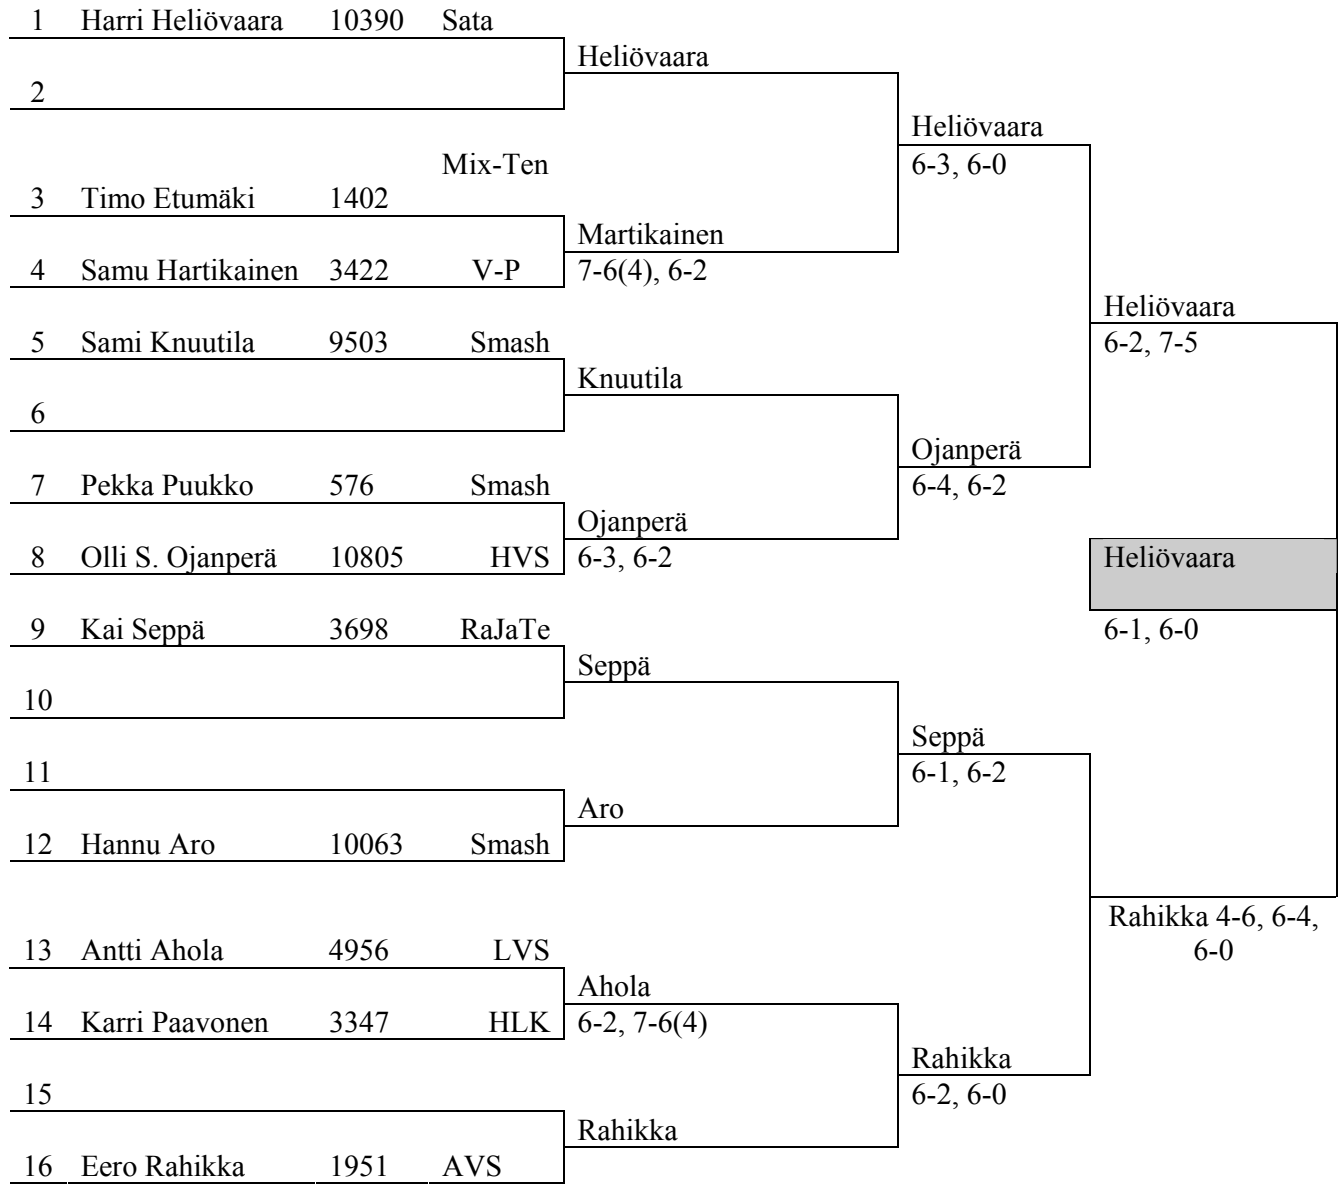 1 Harri Heliövaara 10390 Sata
Heliövaara
2
Heliövaara
Mix-Ten 6-3, 6-0
3 Timo Etumäki 1402
Martikainen
4 Samu Hartikainen 3422 V-P 7-6(4), 6-2
Heliövaara
5 Sami Knuutila 9503 Smash 6-2, 7-5
Knuutila
6
Ojanperä
7 Pekka Puukko 576 Smash 6-4, 6-2
Ojanperä
8 Olli S. Ojanperä 10805 HVS 6-3, 6-2 Heliövaara
9 Kai Seppä 3698 RaJaTe 6-1, 6-0
Seppä
10
Seppä
11 6-1, 6-2
Aro
12 Hannu Aro 10063 Smash
Rahikka 4-6, 6-4,
13 Antti Ahola 4956 LVS 6-0
Ahola
14 Karri Paavonen 3347 HLK 6-2, 7-6(4)
Rahikka
15 6-2, 6-0
Rahikka
16 Eero Rahikka 1951 AVS